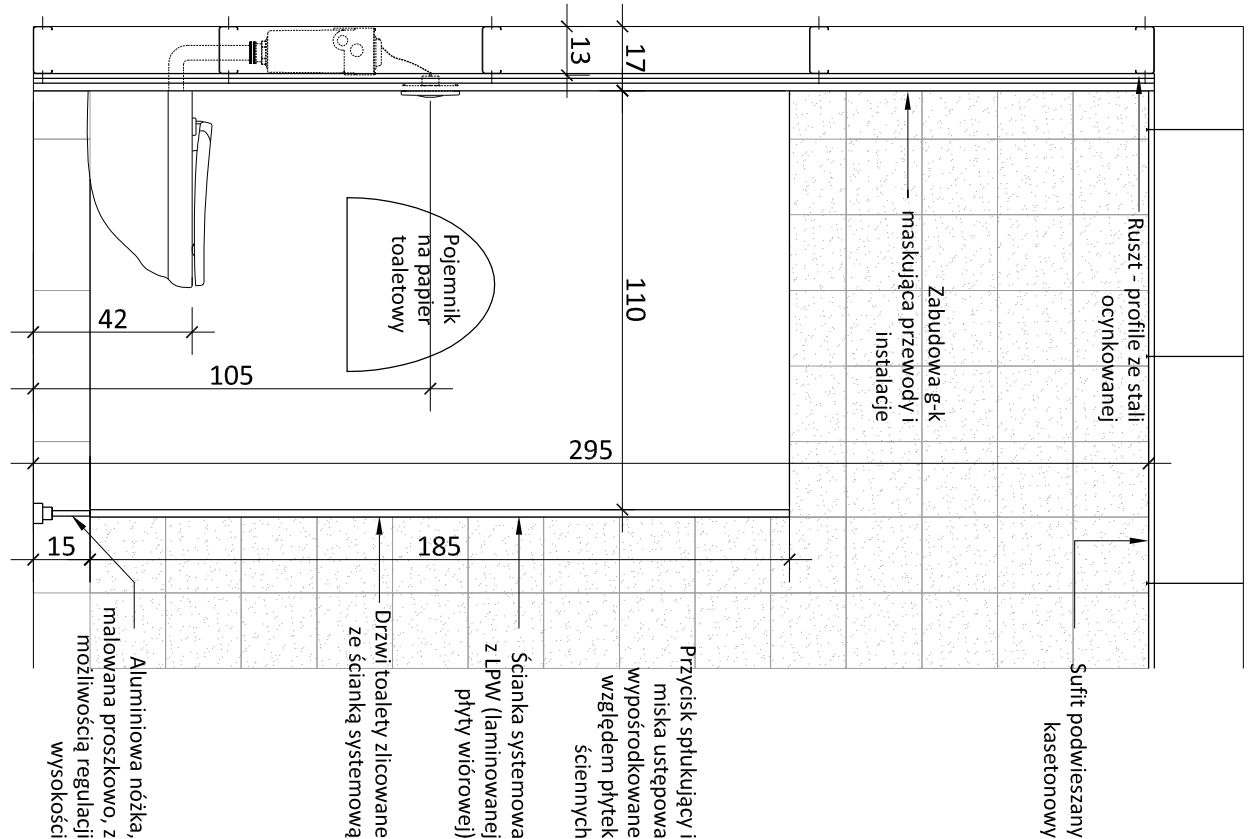 Sufit podwieszany
kasetonowy
Ruszt - profile ze stali
ocynkowanej
Zabudowa g-k
maskująca przewody i
instalacje
Przycisk spłukujący i
miska ustępowa
wypośrodkowane
względem płytek
ściennych
Ścianka systemowa
z LPW (laminowanej
płyty wiórowej)
Pojemnik
na papier
toaletowy
Drzwi toalety zlicowane
ze ścianką systemową
Aluminiowa nóżka,
malowana proszkowo, z
możliwością regulacji
wysokości
17
13
110
42
105
295
15
185